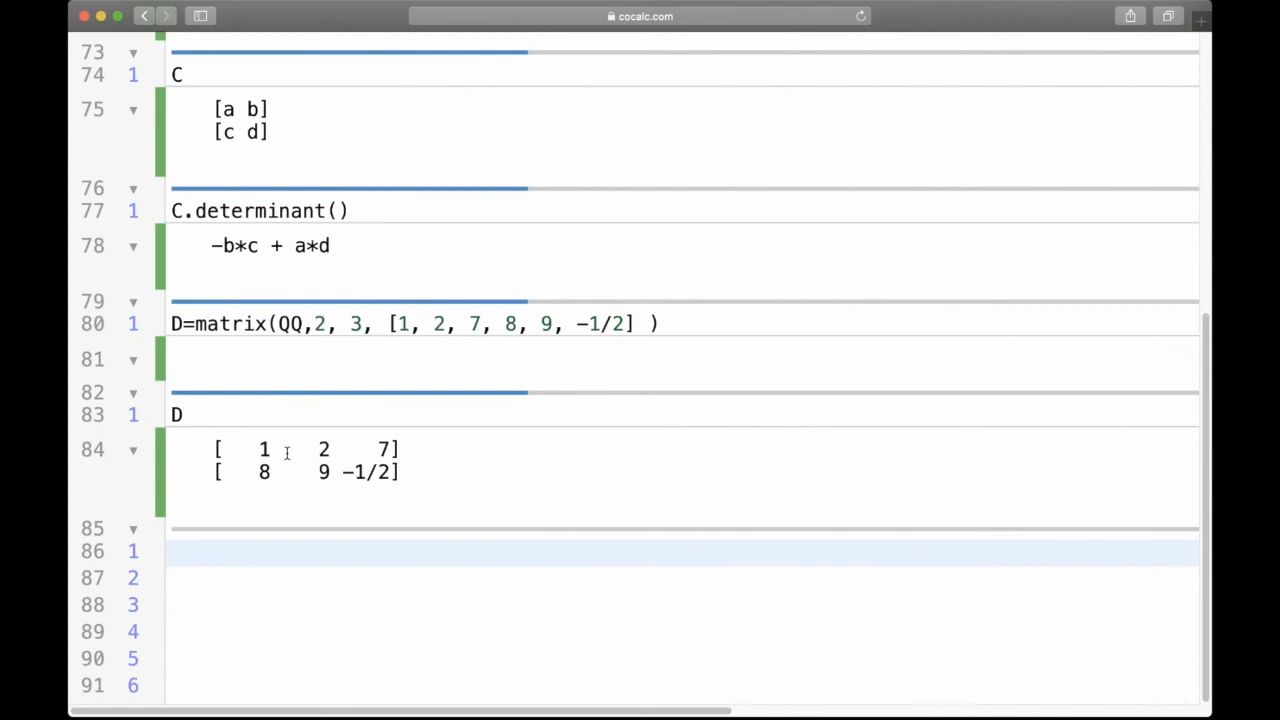 cocalc.com
73
74 1 C
75 [a b]
[c d]
76
77 1 C.determinant()
78 -b*c + a*d
79
80 1 D=matrix(QQ,2, 3, [1, 2, 7, 8, 9, -1/2] )
81
82
83 1 D
84 [   1    2    7]
[   8    9 -1/2]
85
86 1
87 2
88 3
89 4
90 5
91 6